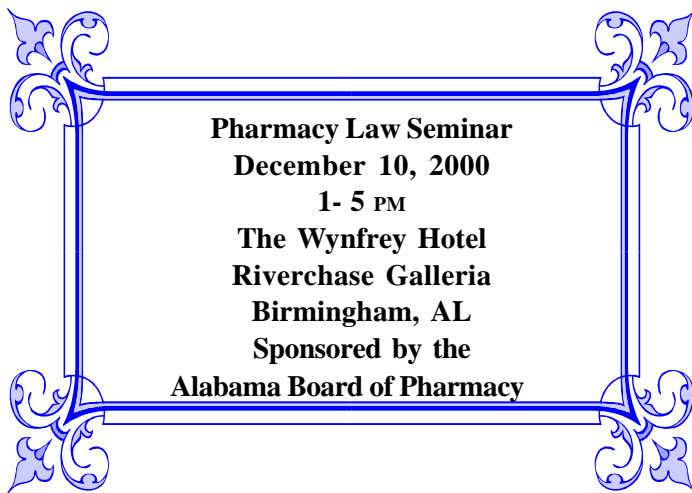 Pharmacy Law Seminar
December 10, 2000
1- 5 PM
The Wynfrey Hotel
Riverchase Galleria
Birmingham, AL
Sponsored by the
Alabama Board of Pharmacy